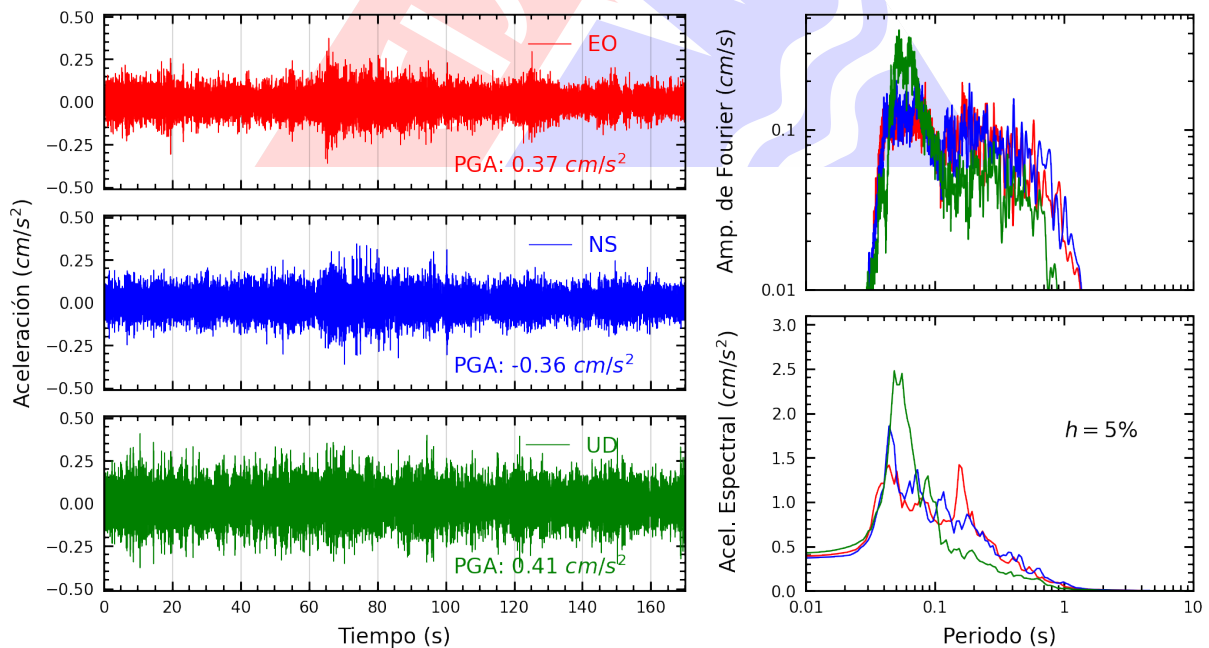 Aceleración (cm/s²)
0.50
0.25
0.00
−0.25
−0.50
EO
PGA: 0.37 cm/s²
0.50
0.25
0.00
−0.25
−0.50
NS
PGA: -0.36 cm/s²
0.50
0.25
0.00
−0.25
−0.50
UD
PGA: 0.41 cm/s²
0 20 40 60 80 100 120 140 160
Tiempo (s)
Amp. de Fourier (cm/s)
0.1
0.01
Acel. Espectral (cm/s²)
3.0
2.5
2.0
1.5
1.0
0.5
0.0
h = 5%
0.01 0.1 1 10
Periodo (s)